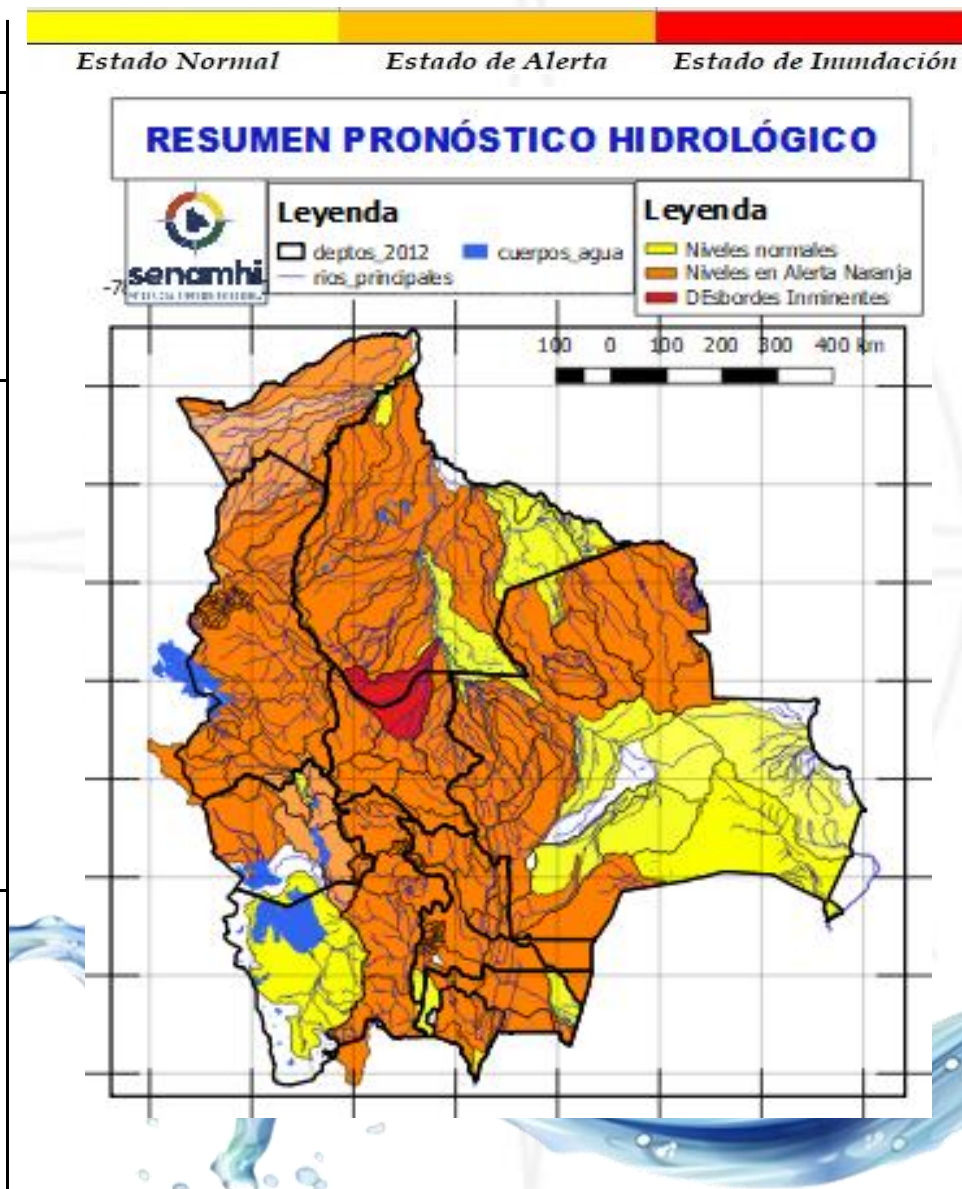 Estado Normal Estado de Alerta Estado de Inundación
RESUMEN PRONÓSTICO HIDROLÓGICO
senamhi
Leyenda
deptos_2012 cuerpos_agua
rios_principales
Leyenda
Niveles normales
Niveles en Alerta Naranja
DEsbordes Inminentes
100 0 100 200 300 400 km